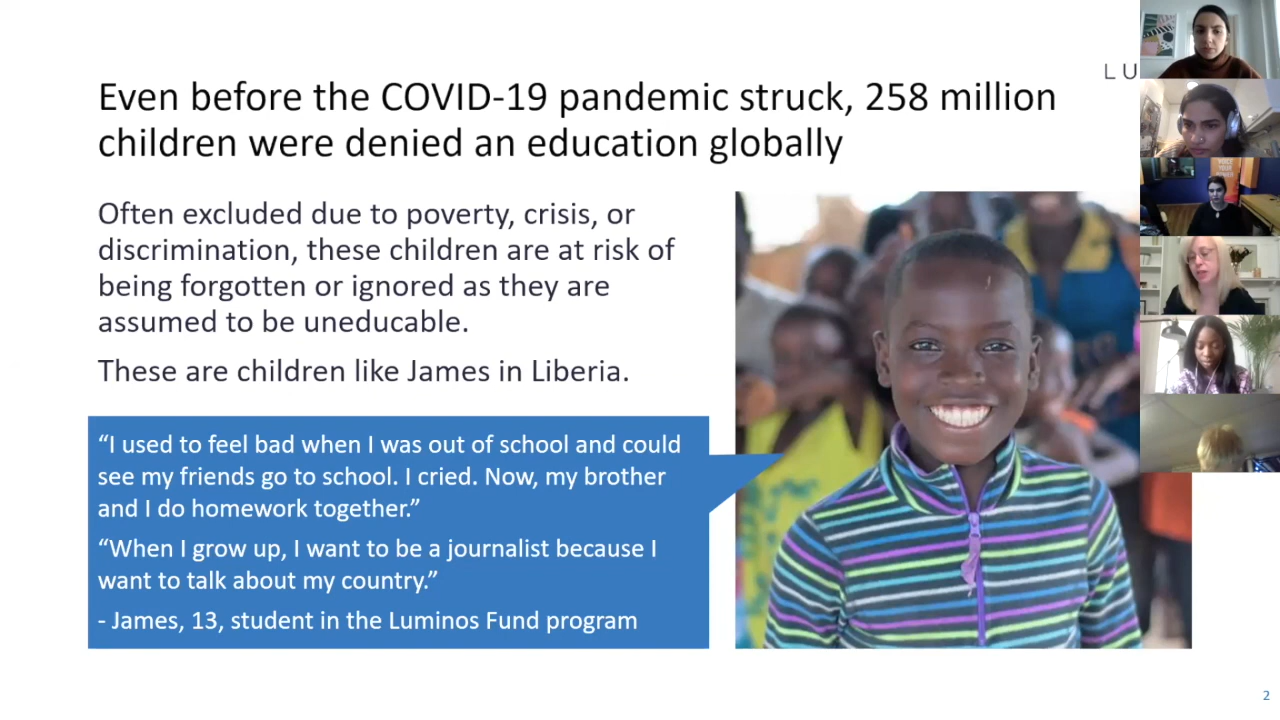 LU
Even before the COVID-19 pandemic struck, 258 million
children were denied an education globally
Often excluded due to poverty, crisis, or
discrimination, these children are at risk of
being forgotten or ignored as they are
assumed to be uneducable.
These are children like James in Liberia.
“I used to feel bad when I was out of school and could
see my friends go to school. I cried. Now, my brother
and I do homework together.”
“When I grow up, I want to be a journalist because I
want to talk about my country.”
- James, 13, student in the Luminos Fund program
2